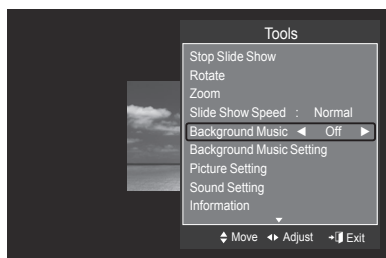 Tools
Stop Slide Show
Rotate
Zoom
Slide Show Speed : Normal
Background Music ◀ Off ▶
Background Music Setting
Picture Setting
Sound Setting
Information
Move Adjust Exit